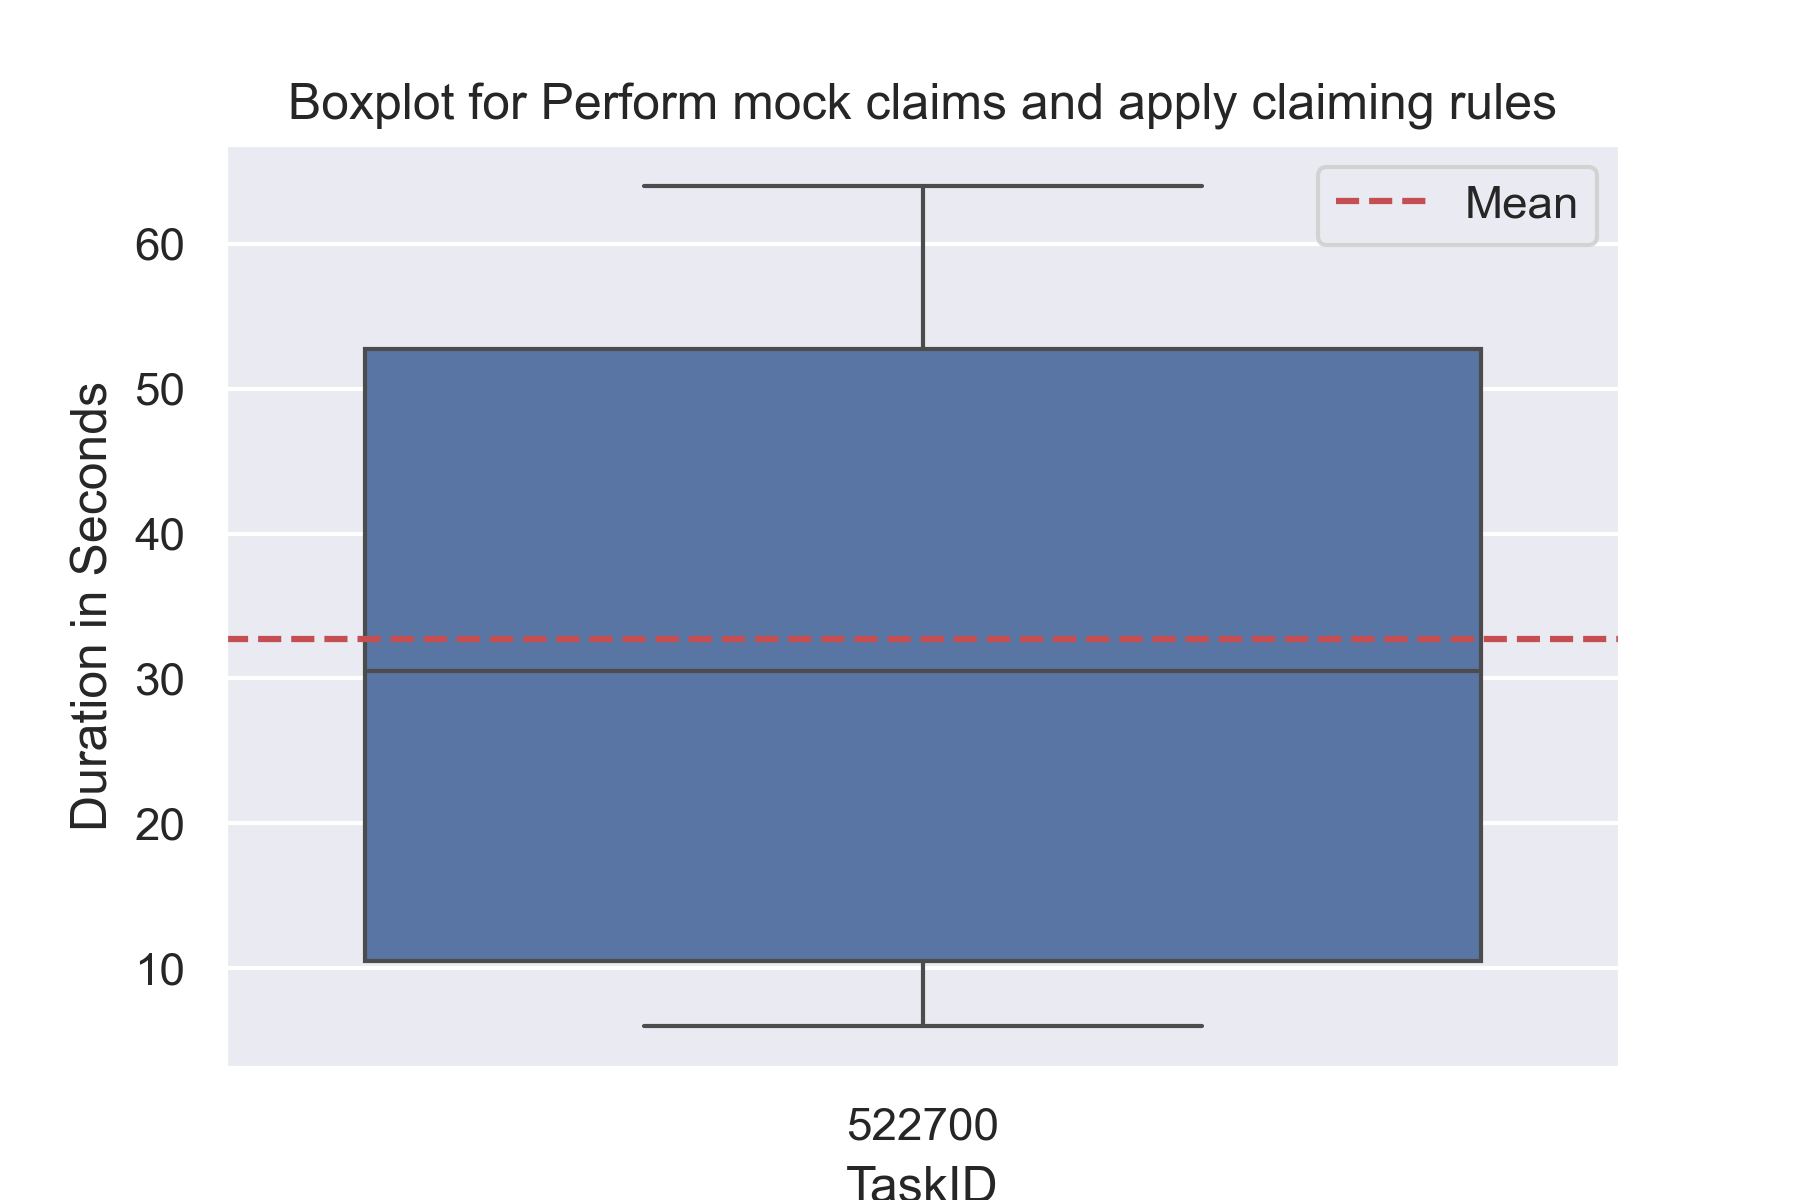 Boxplot for Perform mock claims and apply claiming rules
Mean
60
50
40
30
20
10
Duration in Seconds
522700
TaskID